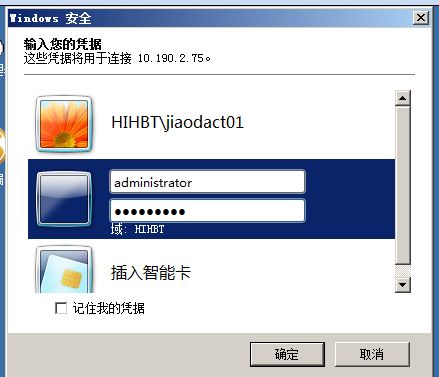 Windows 安全
输入您的凭据
这些凭据将用于连接 10.190.2.75。
HIHBT\jiaodact01
administrator
●●●●●●●●●
域: HIHBT
插入智能卡
记住我的凭据
确定
取消